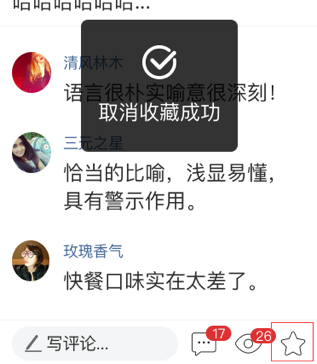 哈哈哈哈哈哈...
清风林木
语言很朴实喻意很深刻！
取消收藏成功
三元之星
恰当的比喻，浅显易懂，
具有警示作用。
玫瑰香气
快餐口味实在太差了。
写评论...
17
26